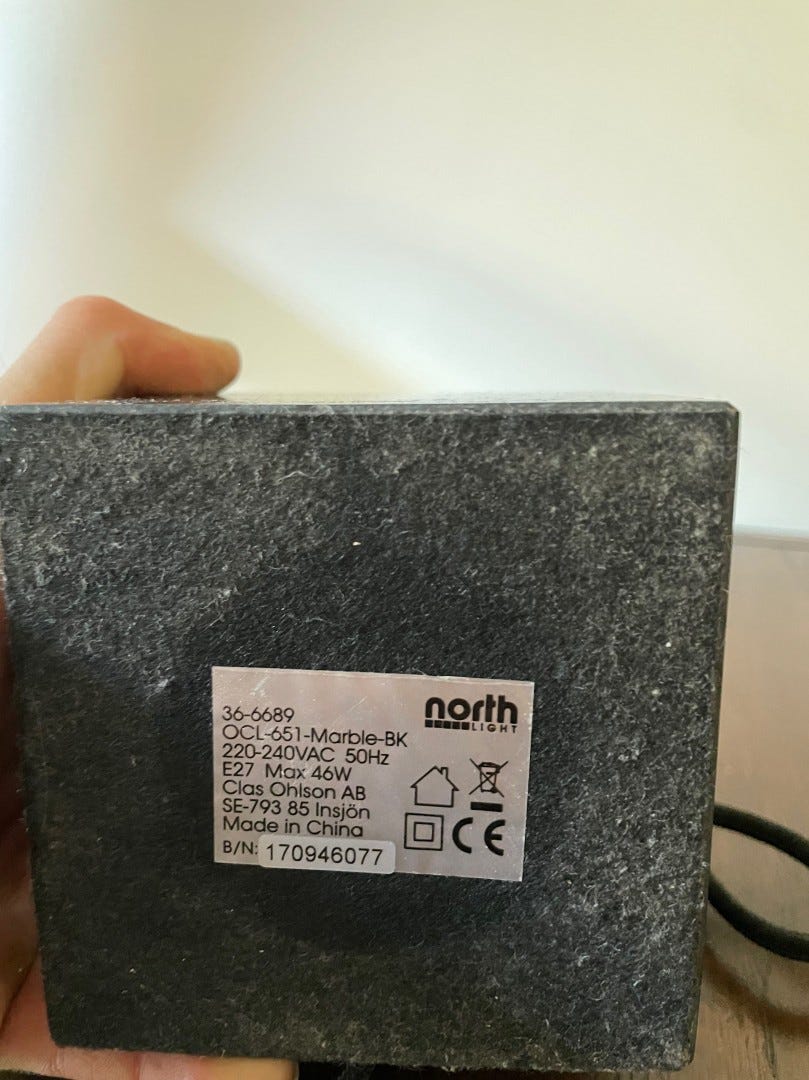 36-6689
OCL-651-Marble-BK
220-240VAC 50Hz
E27 Max 46W
Clas Ohlson AB
SE-793 85 Insjön
Made in China
B/N: 170946077
north
LIGHT
CE